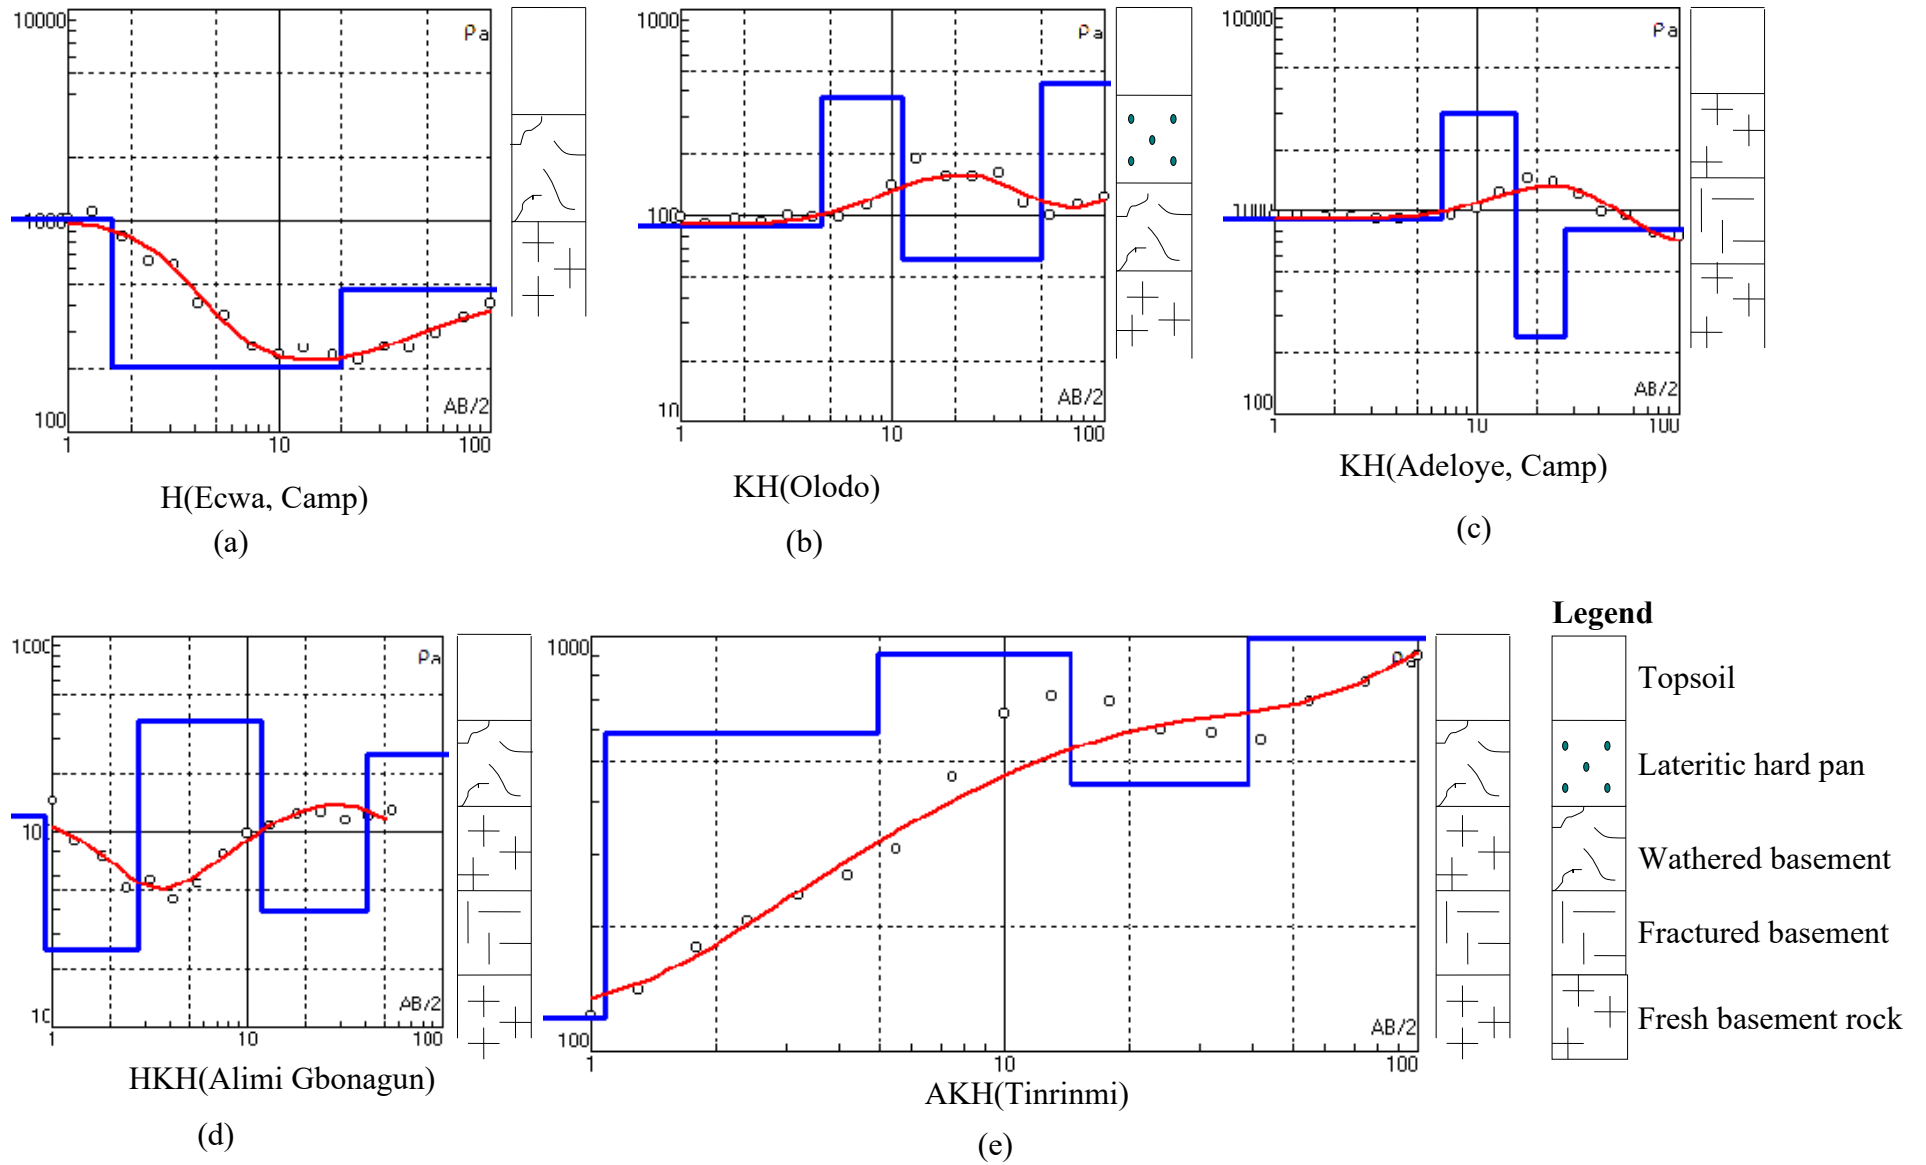 10000
ρa
1000
100
AB/2
1
10
100
H(Ecwa, Camp)
(a)
1000
ρa
100
10
AB/2
1
10
100
KH(Olodo)
(b)
10000
ρa
100
AB/2
1
10
100
KH(Adeloye, Camp)
(c)
ρa
AB/2
1
10
100
HKH(Alimi Gbonagun)
(d)
1000
ρ
100
AB/2
1
10
100
AKH(Tinrinmi)
(e)
Legend
Topsoil
Lateritic hard pan
Wathered basement
Fractured basement
Fresh basement rock